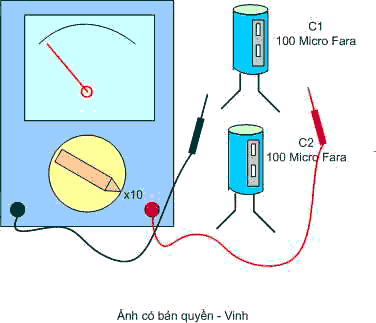 C1
100 Micro Fara
C2
100 Micro Fara
x10
Ảnh có bản quyền - Vinh